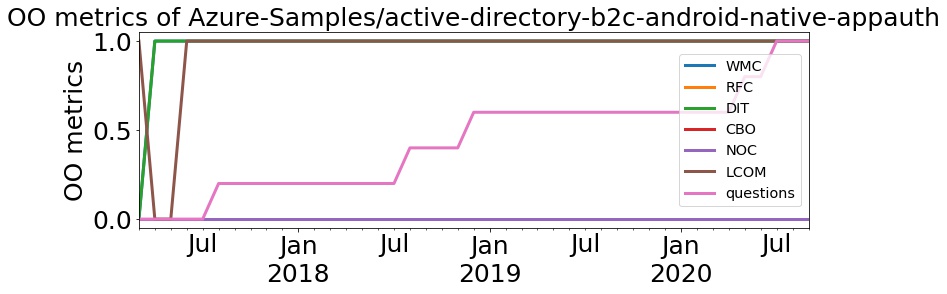 OO metrics of Azure-Samples/active-directory-b2c-android-native-appauth
OO metrics
1.0
0.5
0.0
WMC
RFC
DIT
CBO
NOC
LCOM
questions
Jul
Jan
2018
Jul
Jan
2019
Jul
Jan
2020
Jul